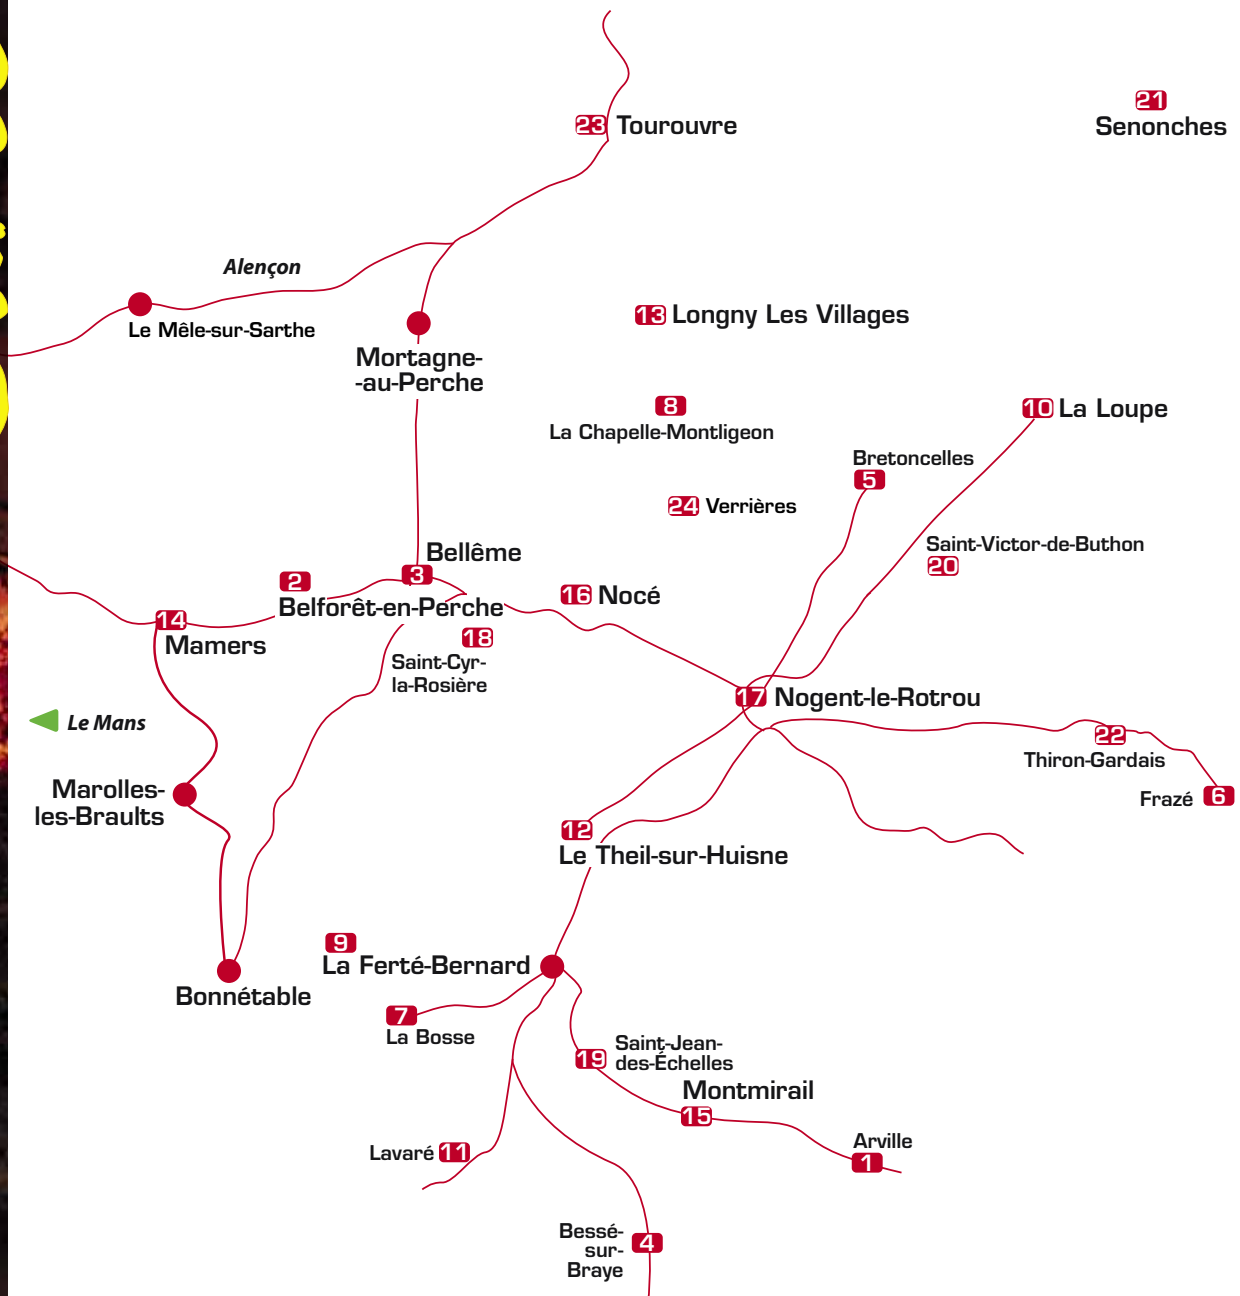 21
Senonches
23 Tourouvre
Alençon
Le Mêle-sur-Sarthe
13 Longny Les Villages
Mortagne-
-au-Perche
8
La Chapelle-Montligeon
10 La Loupe
Bretoncelles
5
24 Verrières
Saint-Victor-de-Buthon
20
Bellême
3
2
Belforêt-en-Perche
16 Nocé
14
Mamers
18
Saint-Cyr-
la-Rosière
17 Nogent-le-Rotrou
Le Mans
22
Thiron-Gardais
Frazé 6
Marolles-
les-Braults
12
Le Theil-sur-Huisne
9
La Ferté-Bernard
Bonnétable
7
La Bosse
19
Saint-Jean-
des-Échelles
Montmirail
15
Arville
1
Lavaré 11
Bessé-
sur-
Braye
4